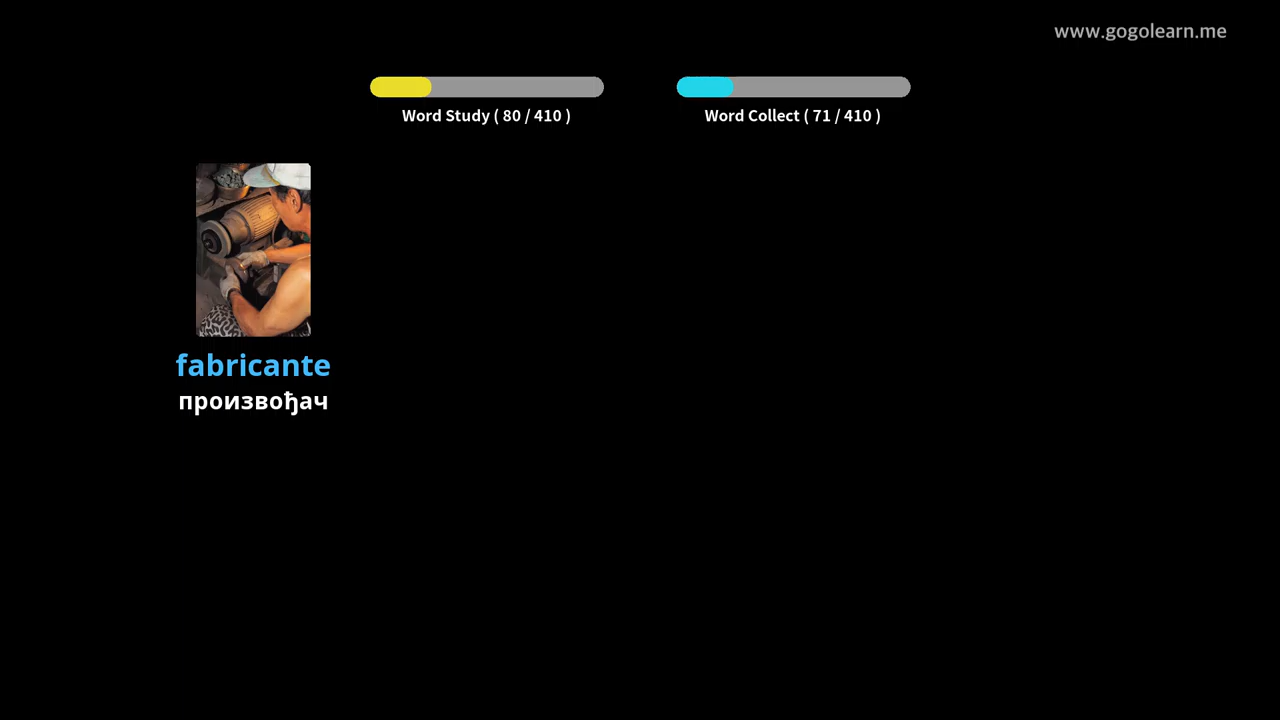 www.gogolearn.me
Word Study ( 80 / 410 )
Word Collect ( 71 / 410 )
fabricante
произвођач